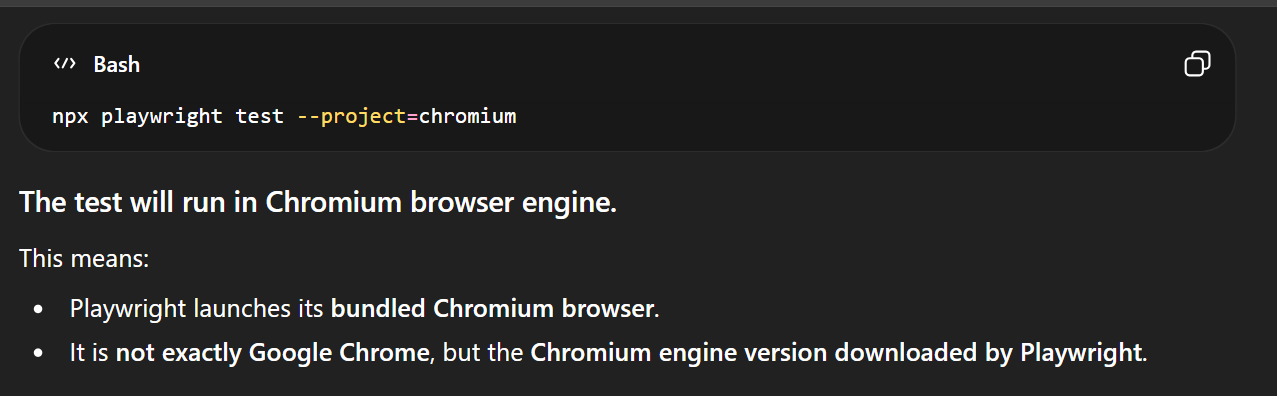 Bash
npx playwright test --project=chromium
The test will run in Chromium browser engine.
This means:
• Playwright launches its bundled Chromium browser.
• It is not exactly Google Chrome, but the Chromium engine version downloaded by Playwright.